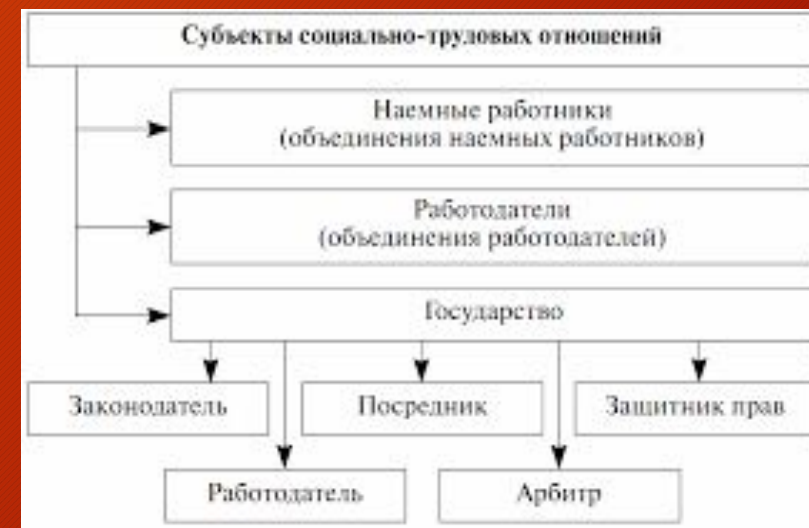 Субъекты социально-трудовых отношений
Наемные работники
(объединения наемных работников)
Работодатели
(объединения работодателей)
Государство
Законодатель
Посредник
Защитник прав
Работодатель
Арбитр